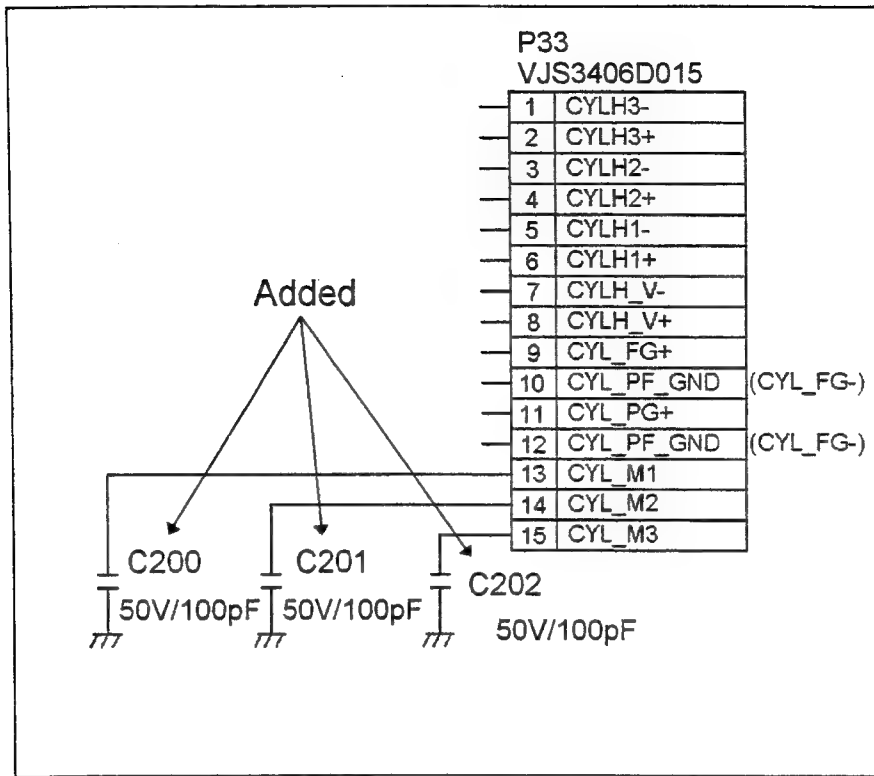 P33
VJS3406D015
1 CYLH3-
2 CYLH3+
3 CYLH2-
4 CYLH2+
5 CYLH1-
6 CYLH1+
7 CYLH_V-
8 CYLH_V+
9 CYL_FG+
10 CYL_PF_GND (CYL_FG-)
11 CYL_PG+
12 CYL_PF_GND (CYL_FG-)
13 CYL_M1
14 CYL_M2
15 CYL_M3
Added
C200
50V/100pF
C201
50V/100pF
C202
50V/100pF